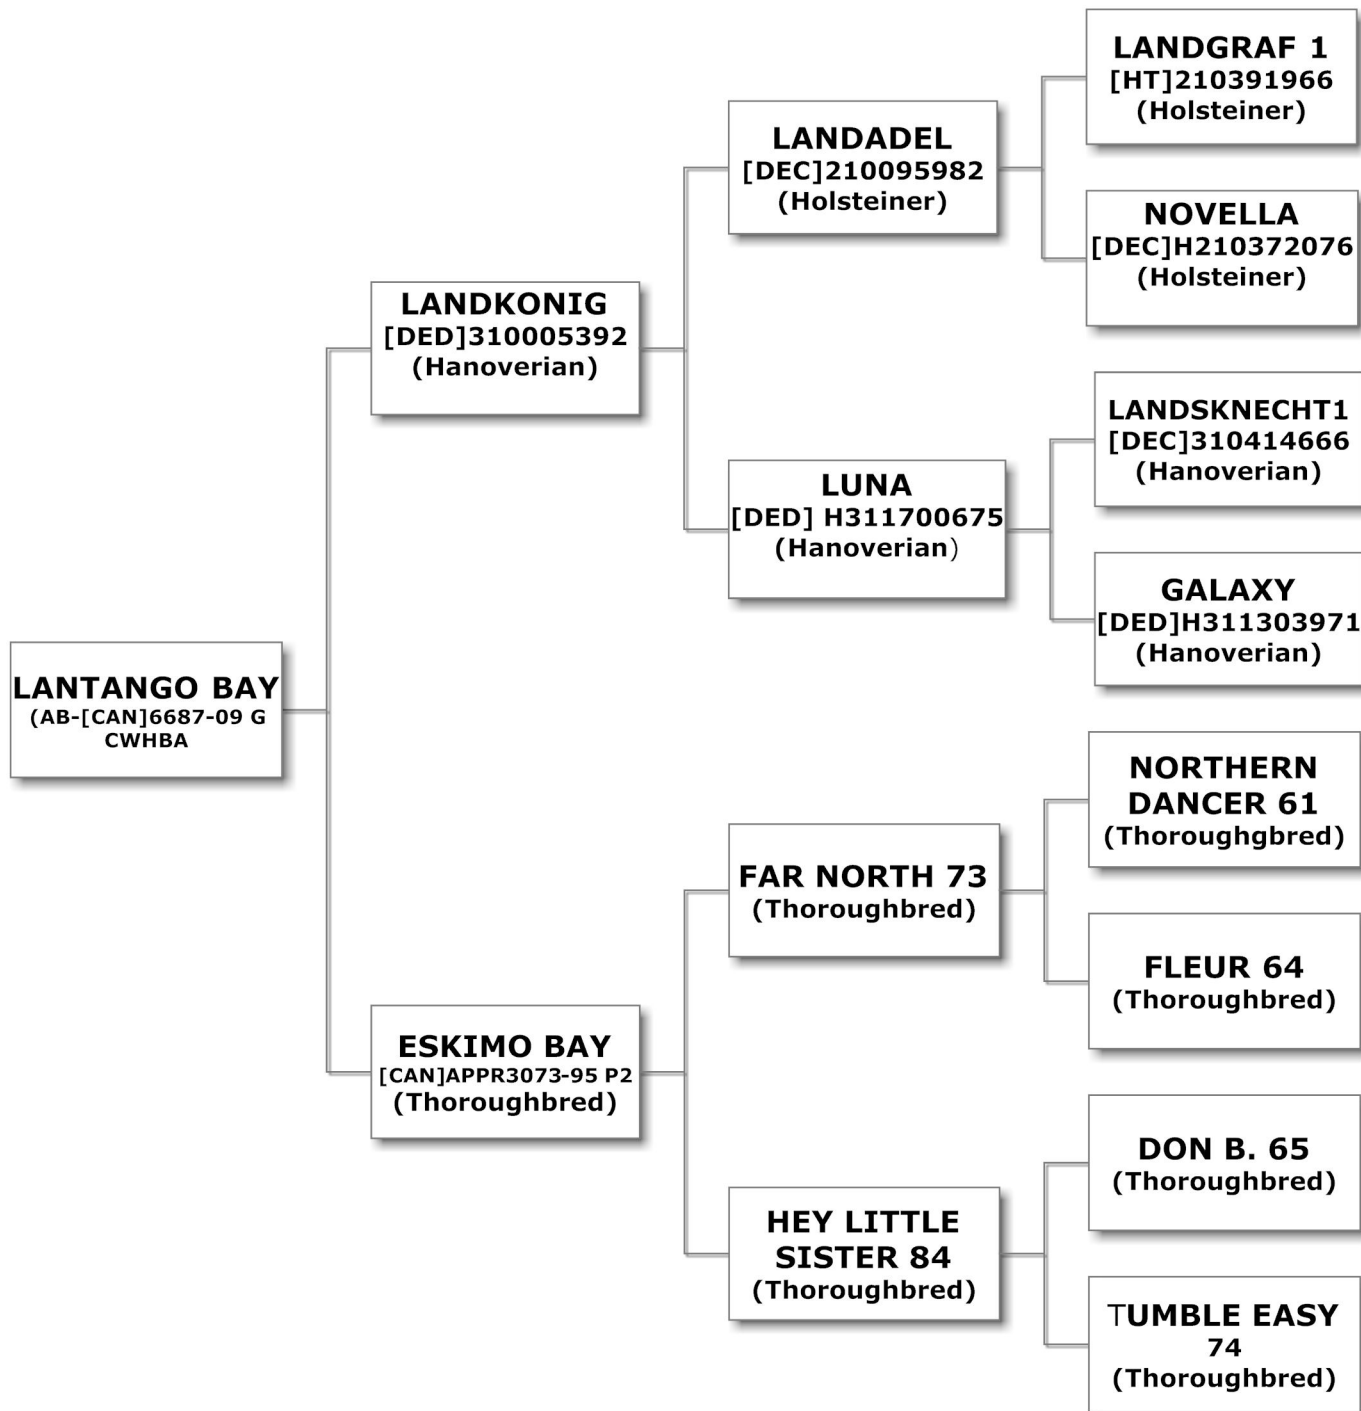 LANDGRAF 1
[HT]210391966
(Holsteiner)
LANDADEL
[DEC]210095982
(Holsteiner)
NOVELLA
[DEC]H210372076
(Holsteiner)
LANDKONIG
[DED]310005392
(Hanoverian)
LANDSKNECHT1
[DEC]310414666
(Hanoverian)
LUNA
[DED] H311700675
(Hanoverian)
GALAXY
[DED]H311303971
(Hanoverian)
LANTANGO BAY
(AB-[CAN]6687-09 G
CWHBA
NORTHERN
DANCER 61
(Thoroughgbred)
FAR NORTH 73
(Thoroughbred)
FLEUR 64
(Thoroughbred)
ESKIMO BAY
[CAN]APPR3073-95 P2
(Thoroughbred)
DON B. 65
(Thoroughbred)
HEY LITTLE
SISTER 84
(Thoroughbred)
TUMBLE EASY
74
(Thoroughbred)